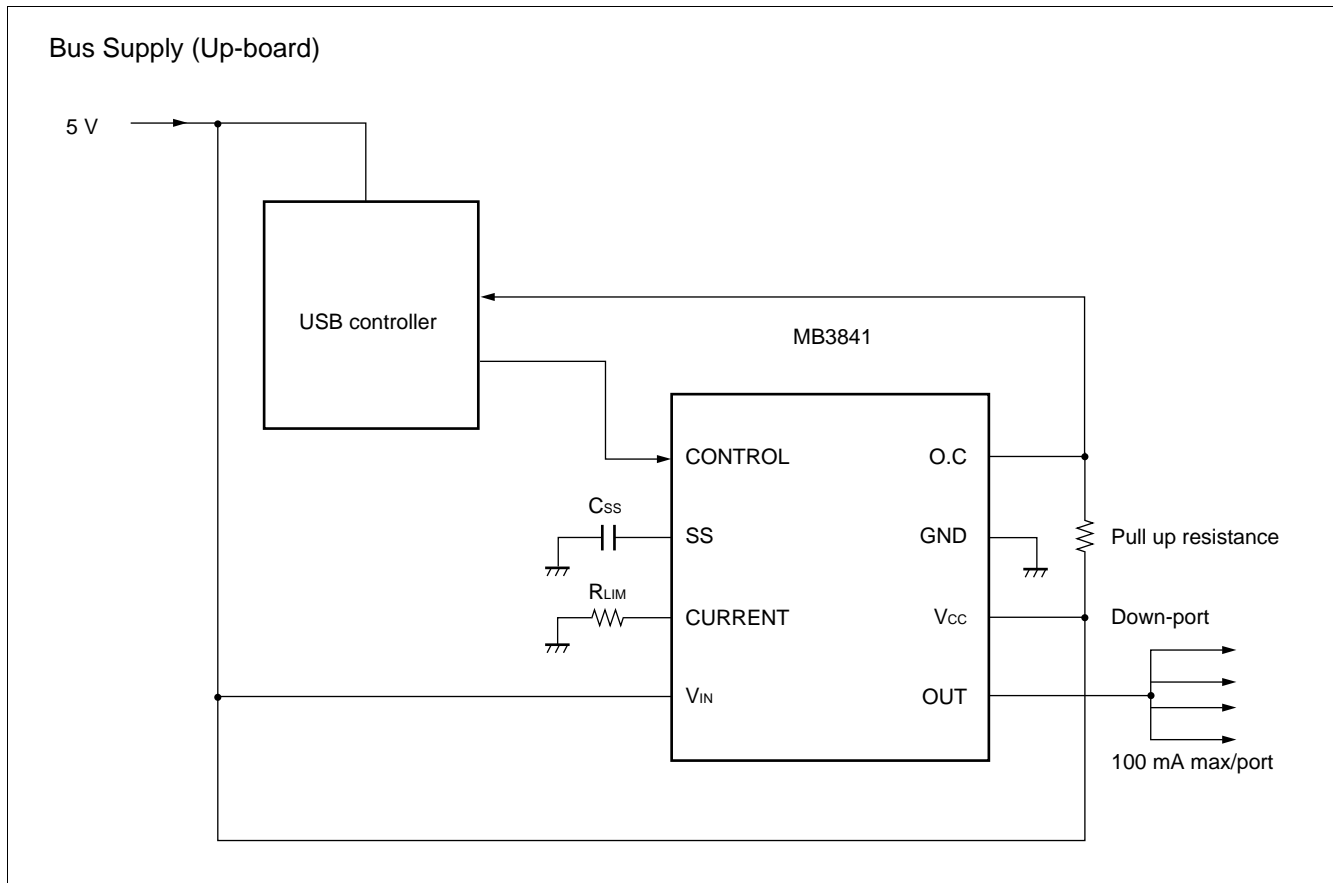 Bus Supply (Up-board)
5 V
USB controller
MB3841
CONTROL
O.C
CSS
SS
GND
Pull up resistance
RLIM
CURRENT
VCC
Down-port
VIN
OUT
100 mA max/port